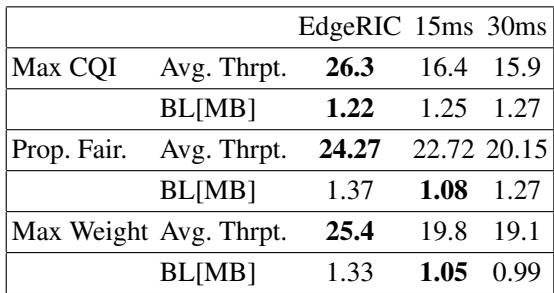 EdgeRIC 15ms 30ms
Max CQI Avg. Thrpt. 26.3 16.4 15.9
BL[MB] 1.22 1.25 1.27
Prop. Fair. Avg. Thrpt. 24.27 22.72 20.15
BL[MB] 1.37 1.08 1.27
Max Weight Avg. Thrpt. 25.4 19.8 19.1
BL[MB] 1.33 1.05 0.99